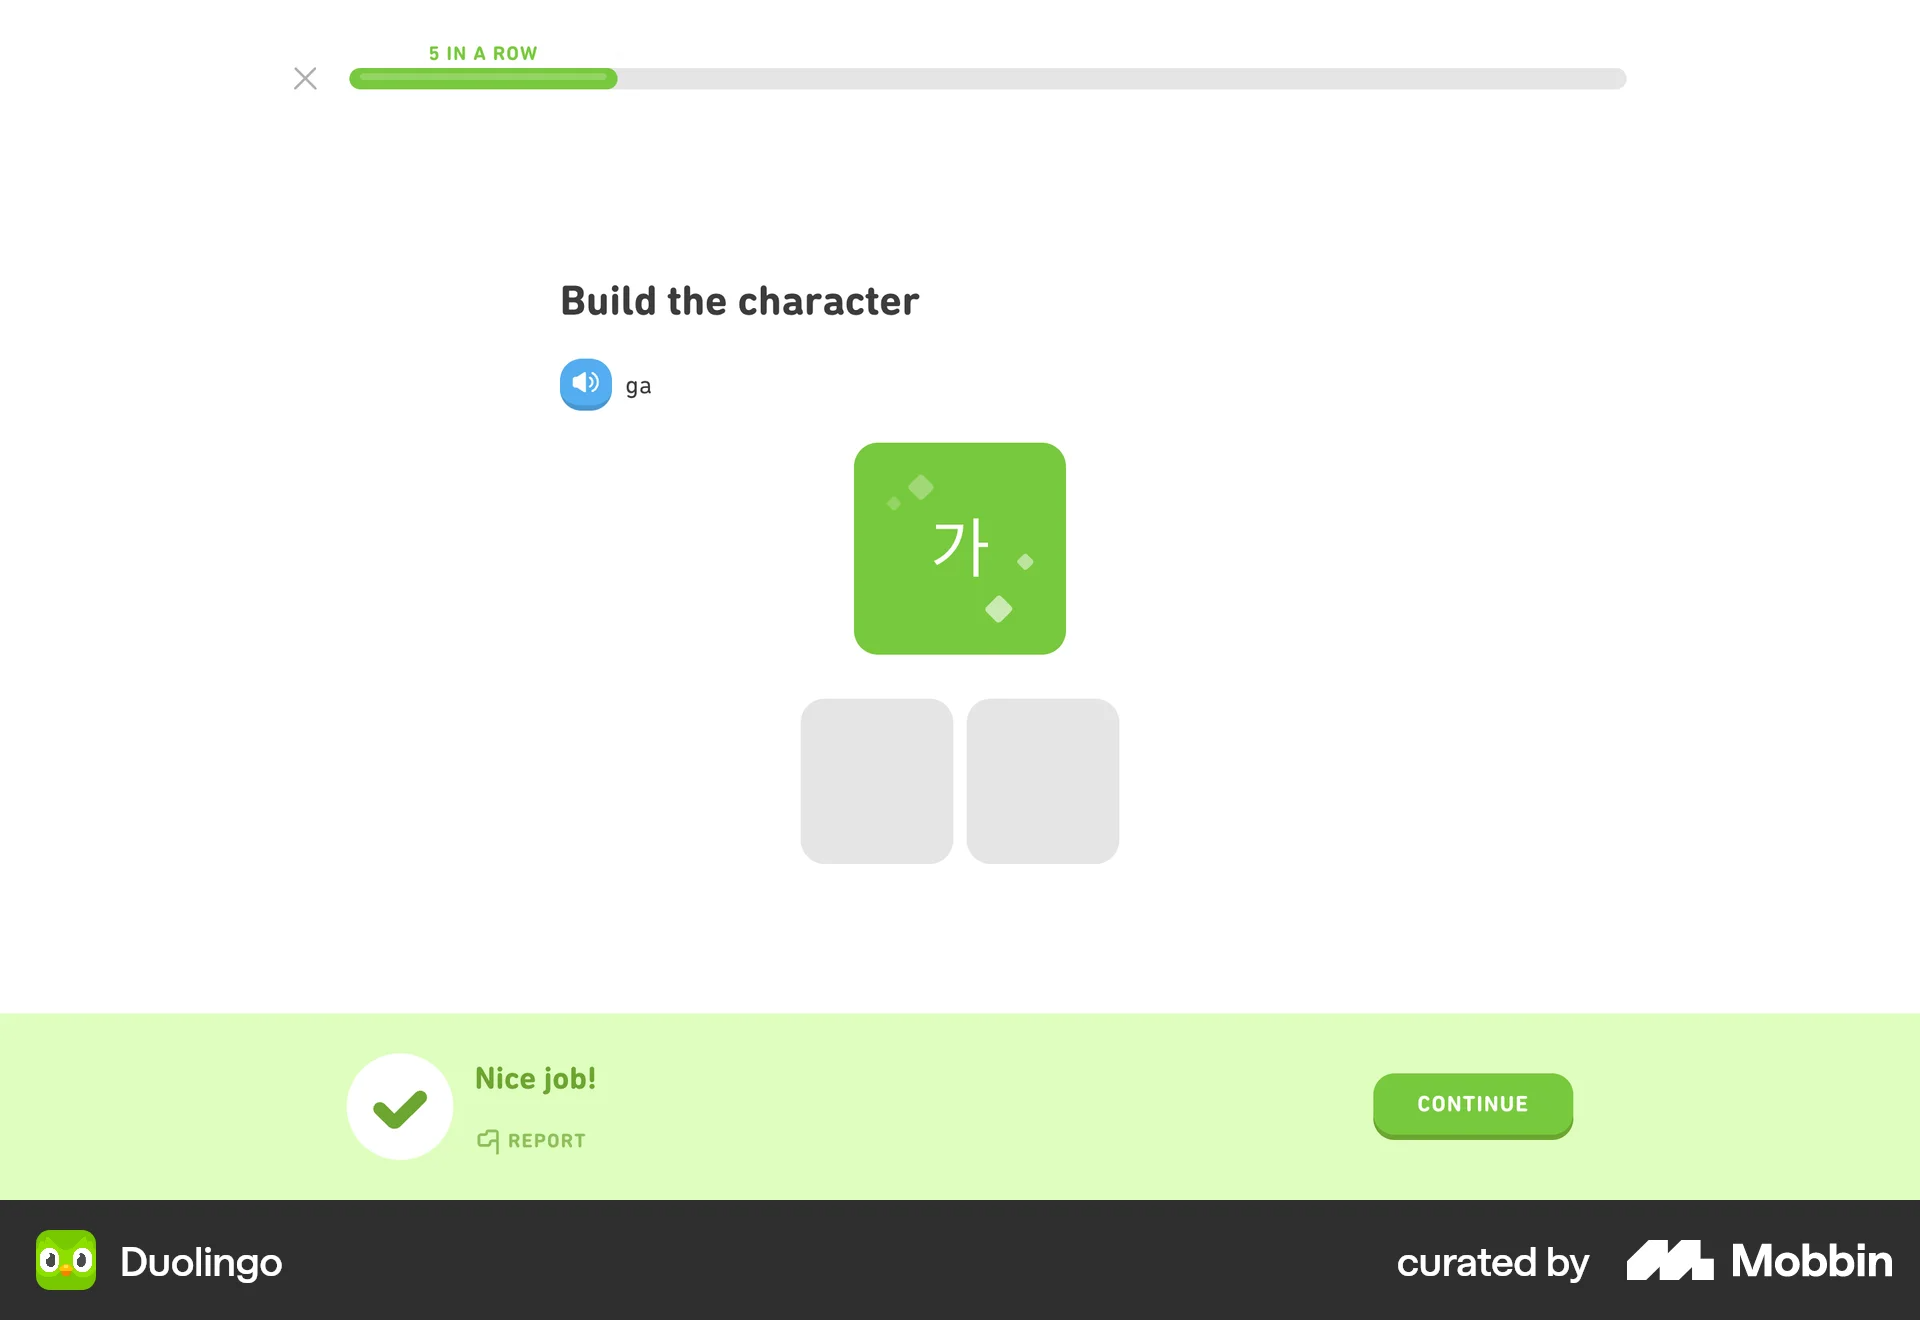 5 IN A ROW
Build the character
ga
가
Nice job!
REPORT
CONTINUE
Duolingo
curated by Mobbin